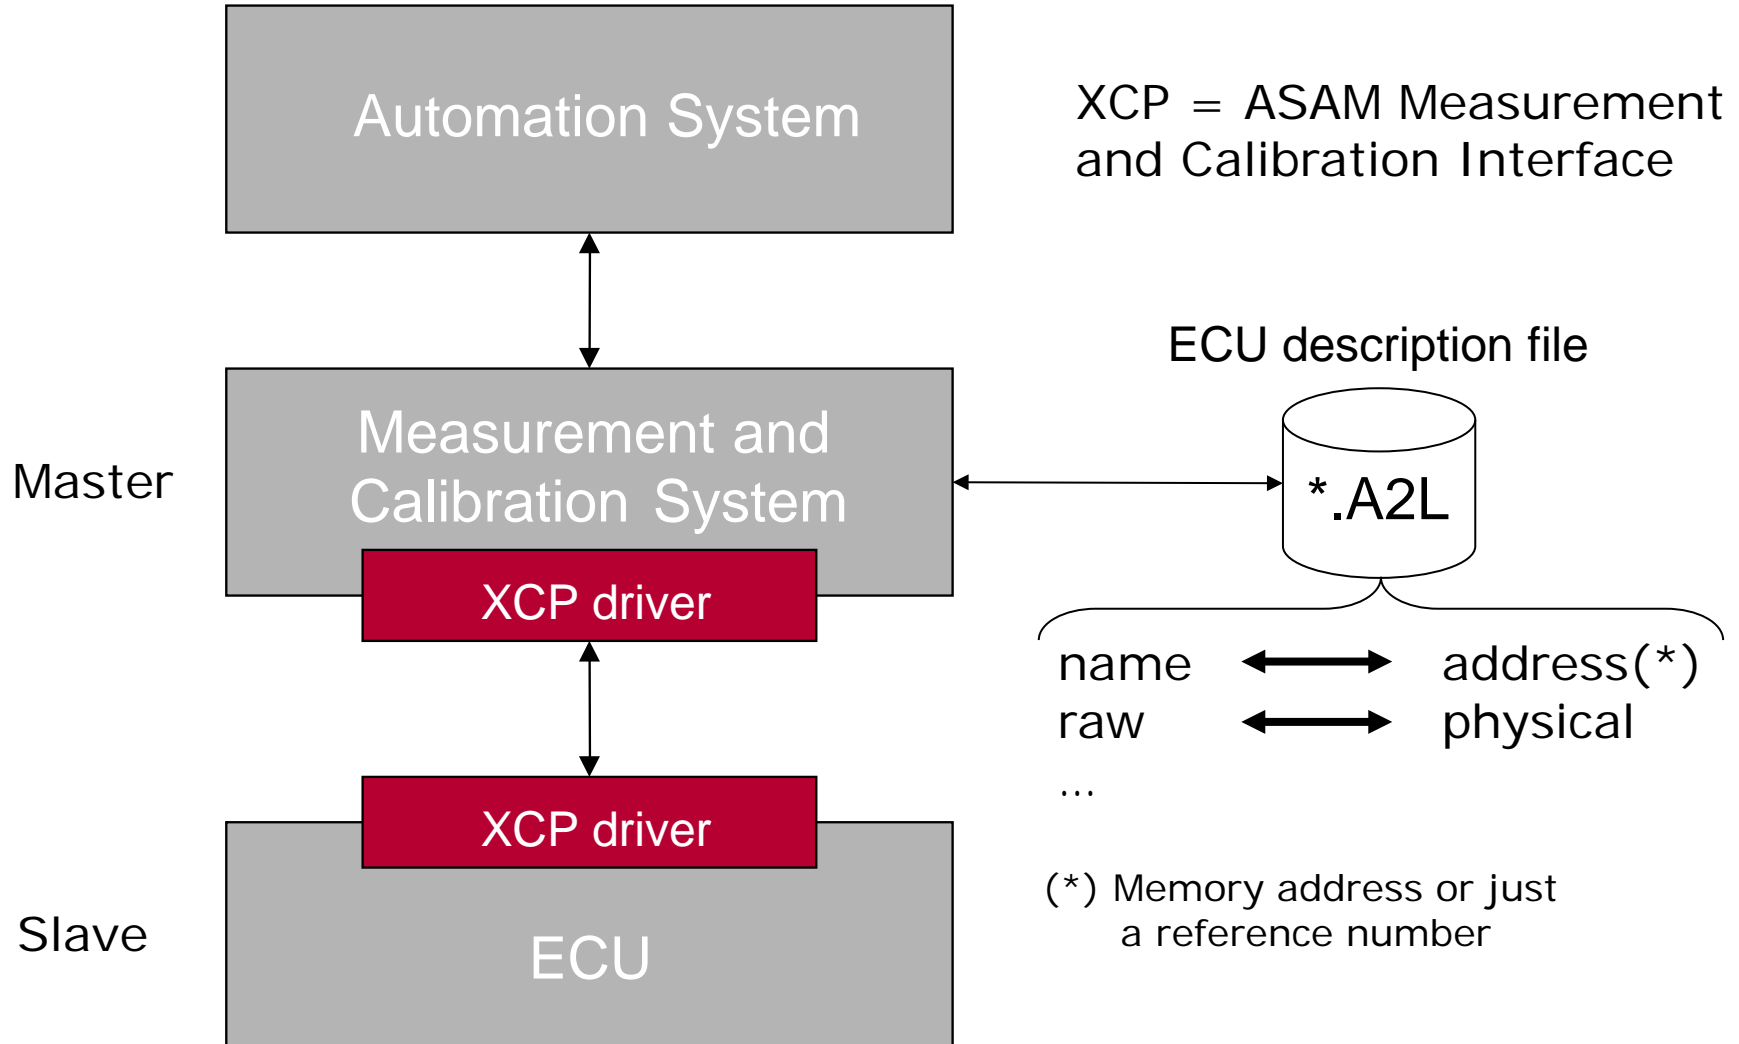 Automation System
XCP = ASAM Measurement
and Calibration Interface
ECU description file
Master
Measurement and
Calibration System
*.A2L
XCP driver
name address(*)
raw physical
...
XCP driver
Slave
ECU
(*) Memory address or just
a reference number